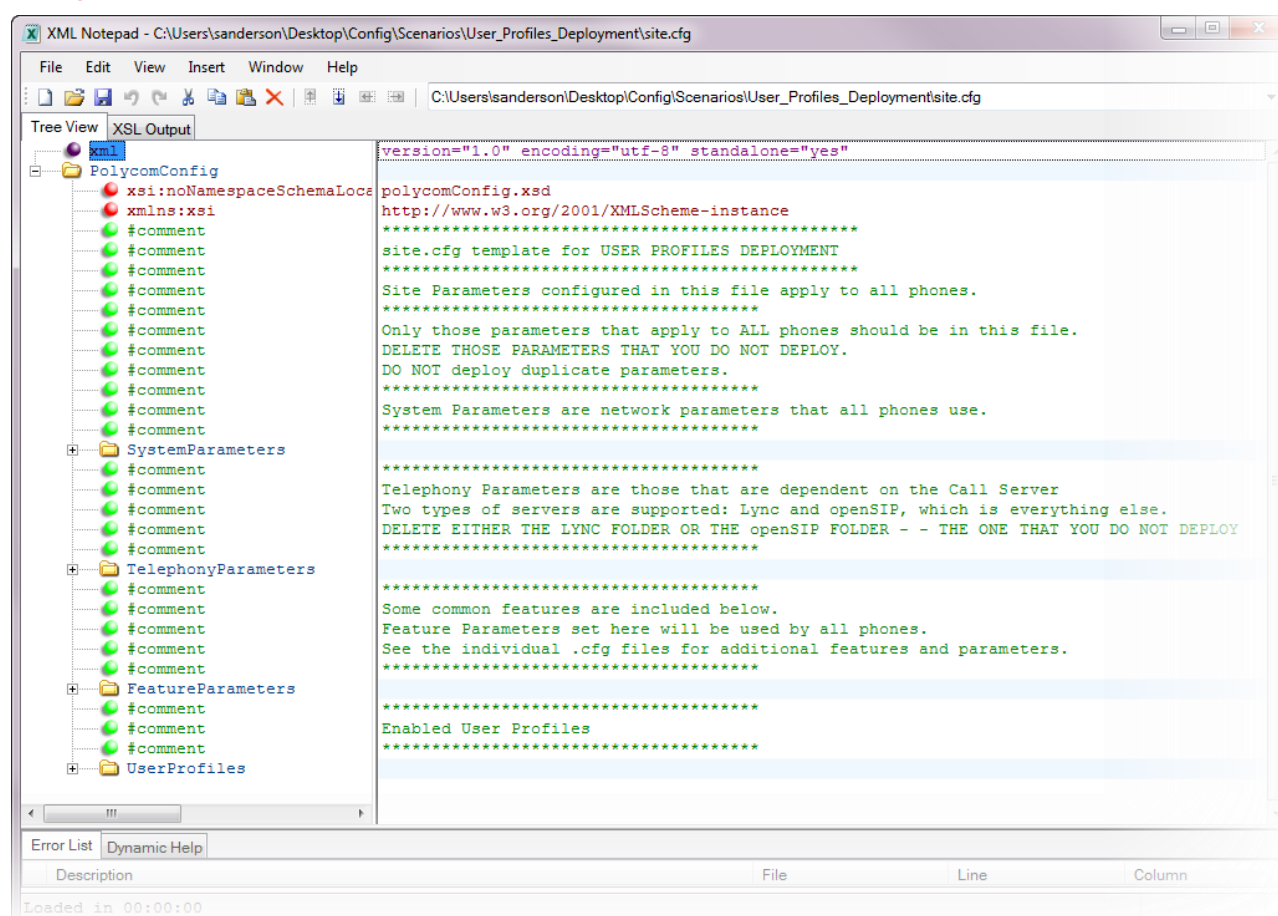 XML Notepad - C:\Users\sanderson\Desktop\Config\Scenarios\User_Profiles_Deployment\site.cfg
File Edit View Insert Window Help
C:\Users\sanderson\Desktop\Config\Scenarios\User_Profiles_Deployment\site.cfg
Tree View XSL Output
xml version="1.0" encoding="utf-8" standalone="yes"
PolycomConfig
xsi:noNamespaceSchemaLoca polycomConfig.xsd
xmlns:xsi http://www.w3.org/2001/XMLScheme-instance
#comment ************************************************
#comment site.cfg template for USER PROFILES DEPLOYMENT
#comment ************************************************
#comment Site Parameters configured in this file apply to all phones.
#comment **************************************
#comment Only those parameters that apply to ALL phones should be in this file.
#comment DELETE THOSE PARAMETERS THAT YOU DO NOT DEPLOY.
#comment DO NOT deploy duplicate parameters.
#comment **************************************
#comment System Parameters are network parameters that all phones use.
#comment **************************************
SystemParameters
#comment **************************************
#comment Telephony Parameters are those that are dependent on the Call Server
#comment Two types of servers are supported: Lync and openSIP, which is everything else.
#comment DELETE EITHER THE LYNC FOLDER OR THE openSIP FOLDER - - THE ONE THAT YOU DO NOT DEPLOY
#comment **************************************
TelephonyParameters
#comment **************************************
#comment Some common features are included below.
#comment Feature Parameters set here will be used by all phones.
#comment See the individual .cfg files for additional features and parameters.
#comment **************************************
FeatureParameters
#comment **************************************
#comment Enabled User Profiles
#comment **************************************
UserProfiles
Error List Dynamic Help
Description File Line Column
Loaded in 00:00:00